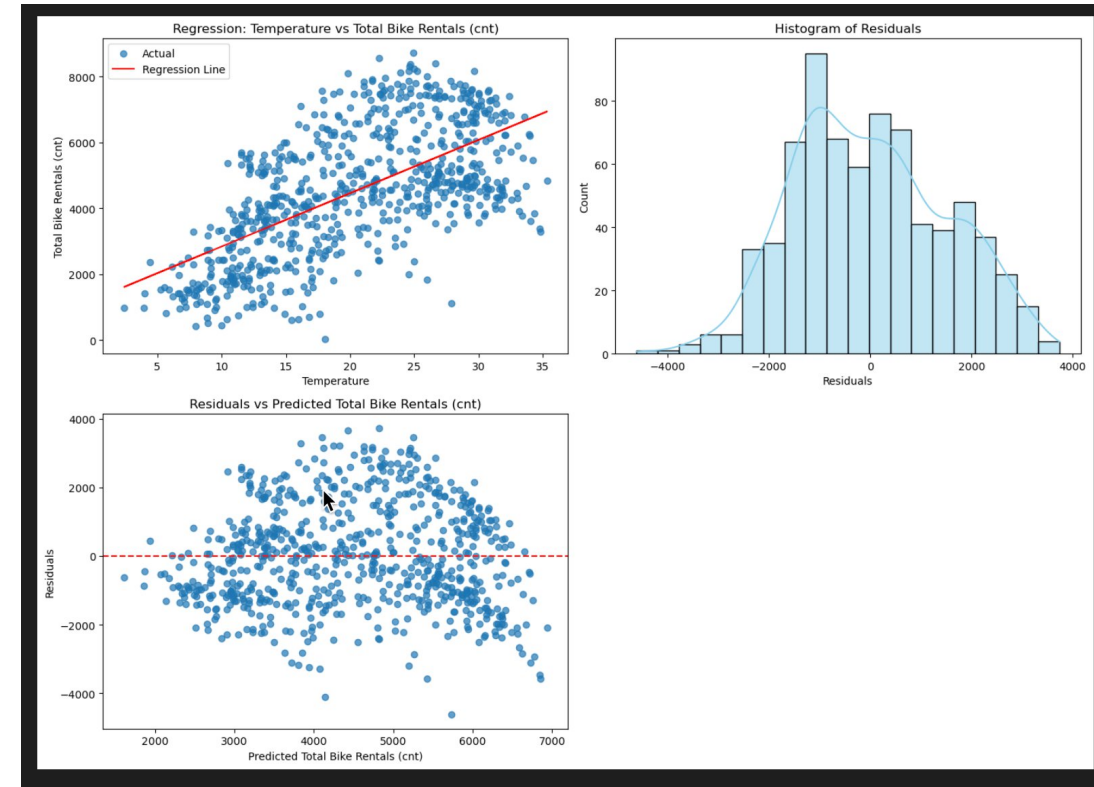 Regression: Temperature vs Total Bike Rentals (cnt)
Actual
Regression Line
8000
6000
4000
2000
0
Total Bike Rentals (cnt)
5 10 15 20 25 30 35
Temperature
Histogram of Residuals
80
60
40
20
0
Count
−4000 −2000 0 2000 4000
Residuals
Residuals vs Predicted Total Bike Rentals (cnt)
4000
2000
0
−2000
−4000
Residuals
2000 3000 4000 5000 6000 7000
Predicted Total Bike Rentals (cnt)